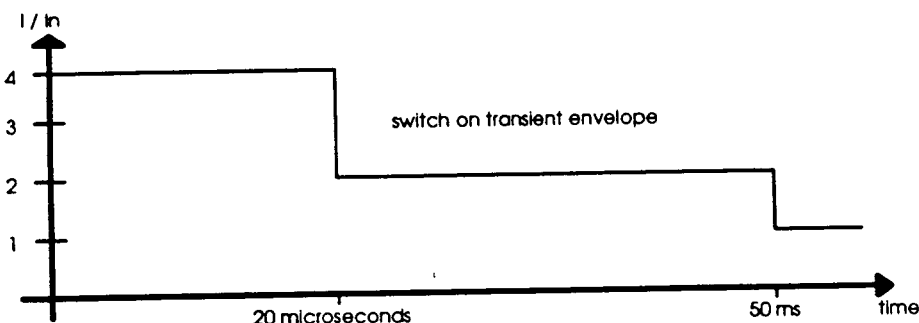 I / In
4
3
switch on transient envelope
2
1
20 microseconds
50 ms
time